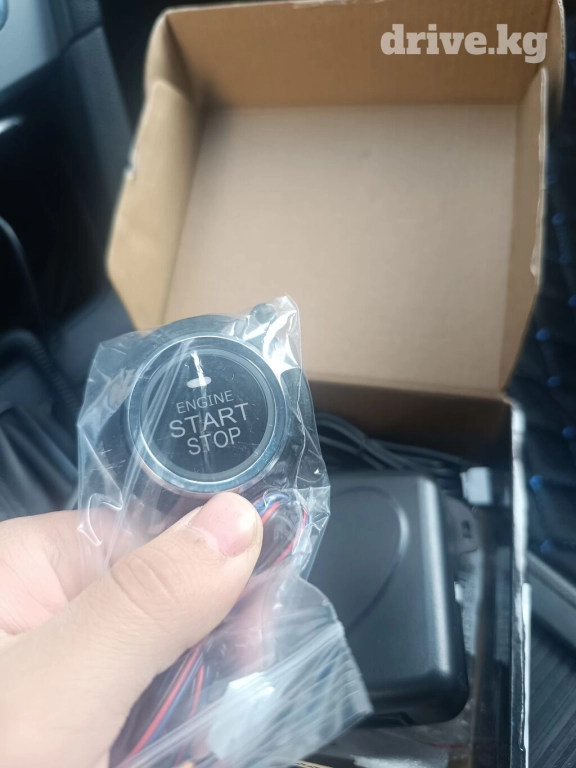 drive.kg
ENGINE
START
STOP